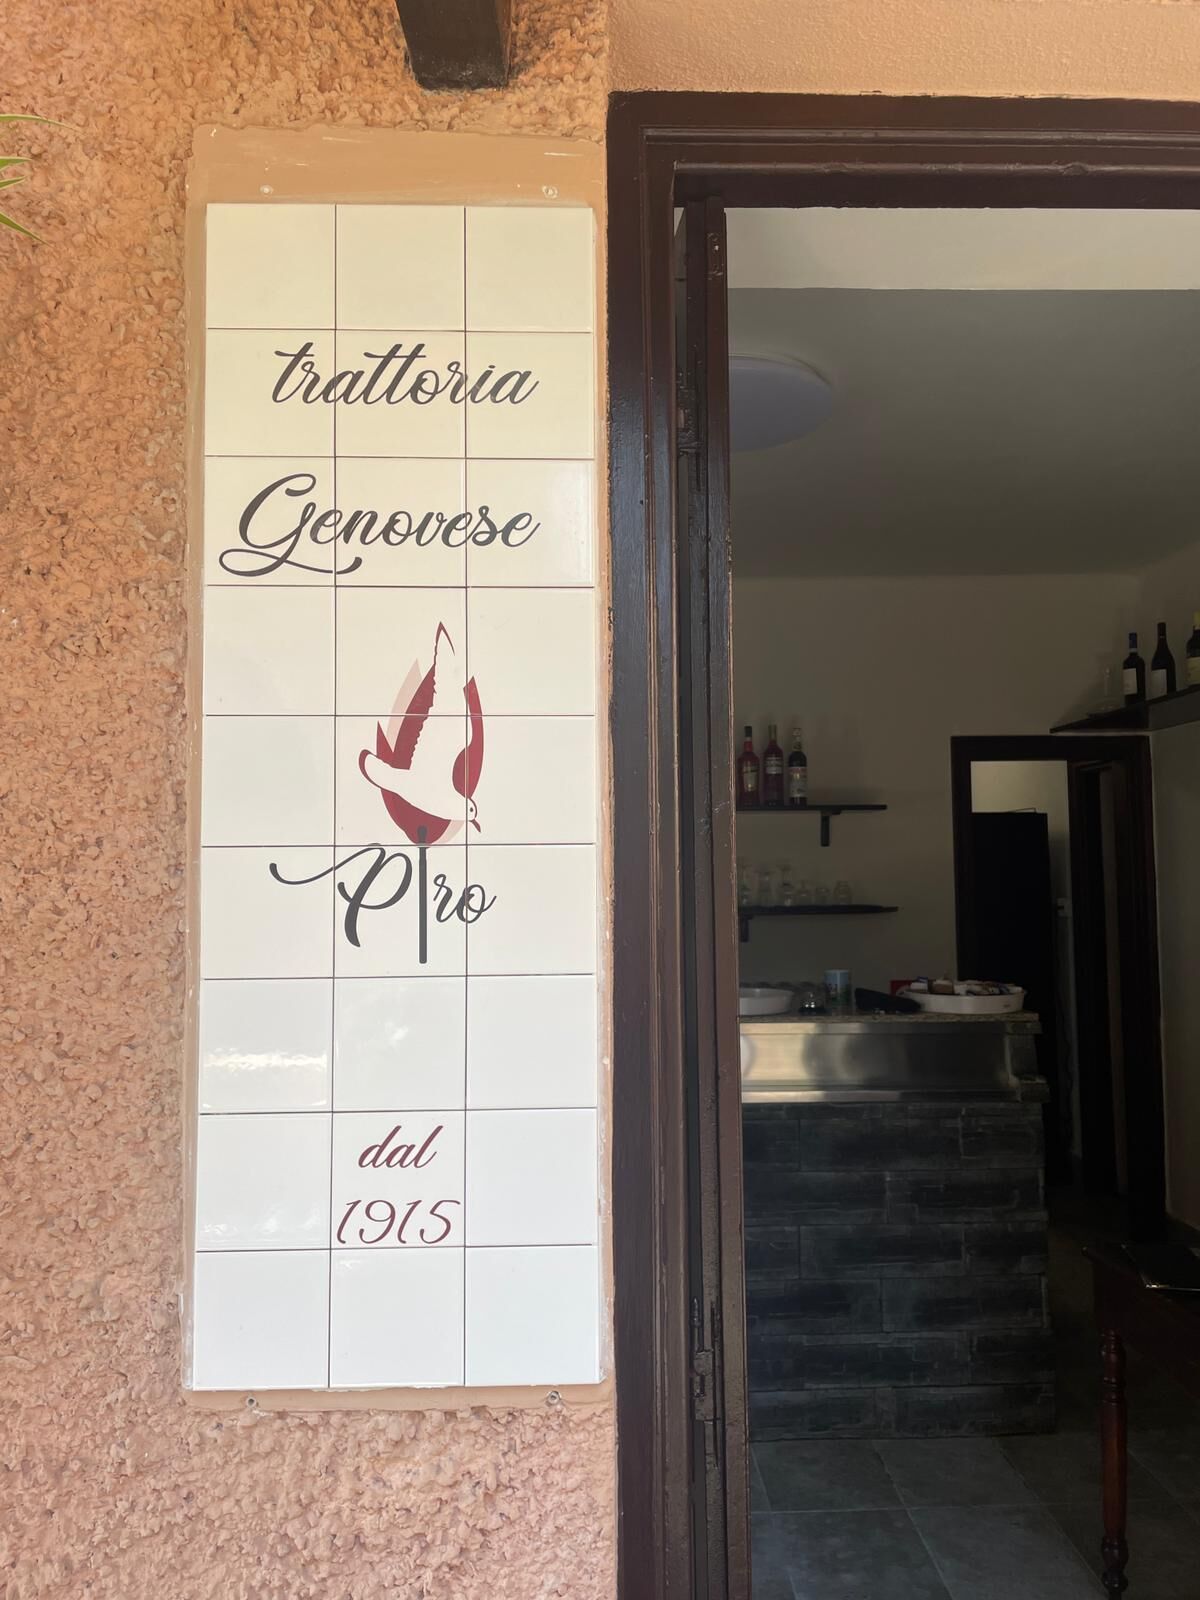 trattoria
Genovese
Piro
dal
1915